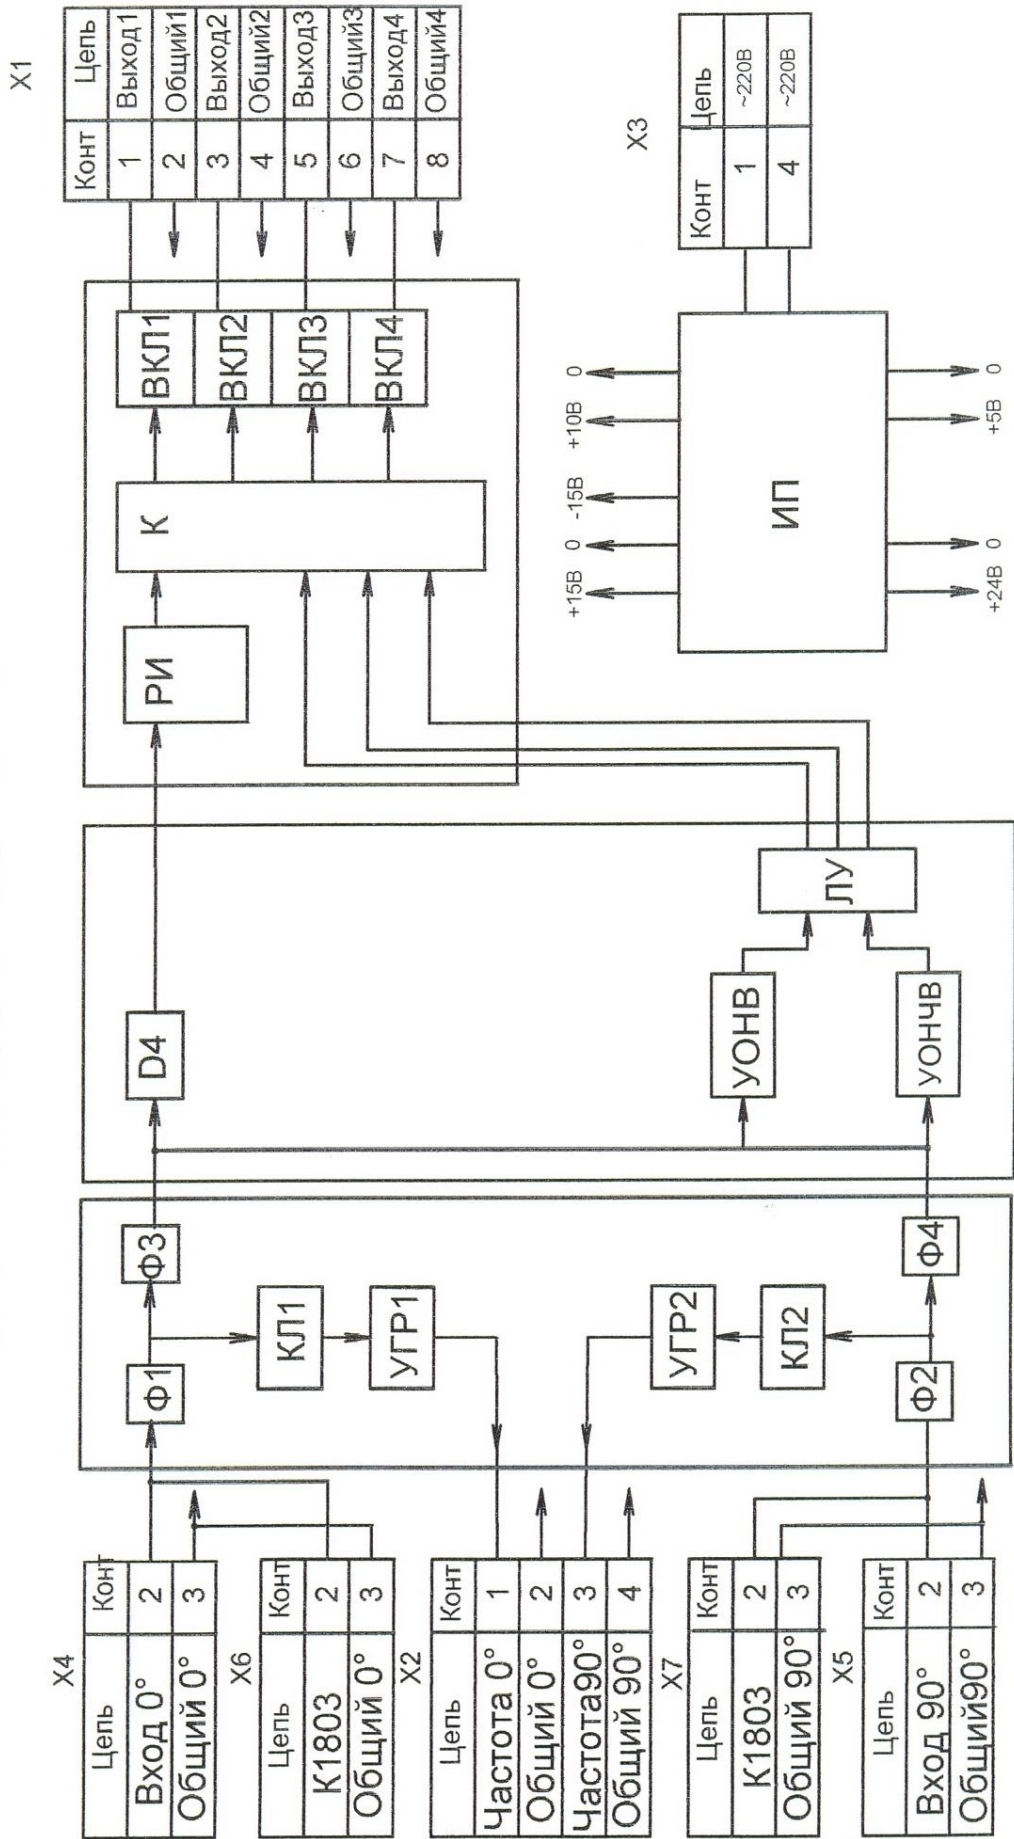 X4
Цепь Конт
Вход 0° 2
Общий 0° 3
X6
Цепь Конт
К1803 2
Общий 0° 3
X2
Цепь Конт
Частота 0° 1
Общий 0° 2
Частота90° 3
Общий 90° 4
X7
Цепь Конт
К1803 2
Общий 90° 3
X5
Цепь Конт
Вход 90° 2
Общий90° 3
Ф1
Ф3
КЛ1
УГР1
УГР2
КЛ2
Ф2
Ф4
D4
УОНВ
УОНЧВ
ЛУ
РИ
К
ВКЛ1
ВКЛ2
ВКЛ3
ВКЛ4
X1
Конт Цепь
1 Выход1
2 Общий1
3 Выход2
4 Общий2
5 Выход3
6 Общий3
7 Выход4
8 Общий4
+15В 0 -15В +10В 0
ИП
+24В 0 +5В 0
X3
Конт Цепь
1 ~220В
4 ~220В